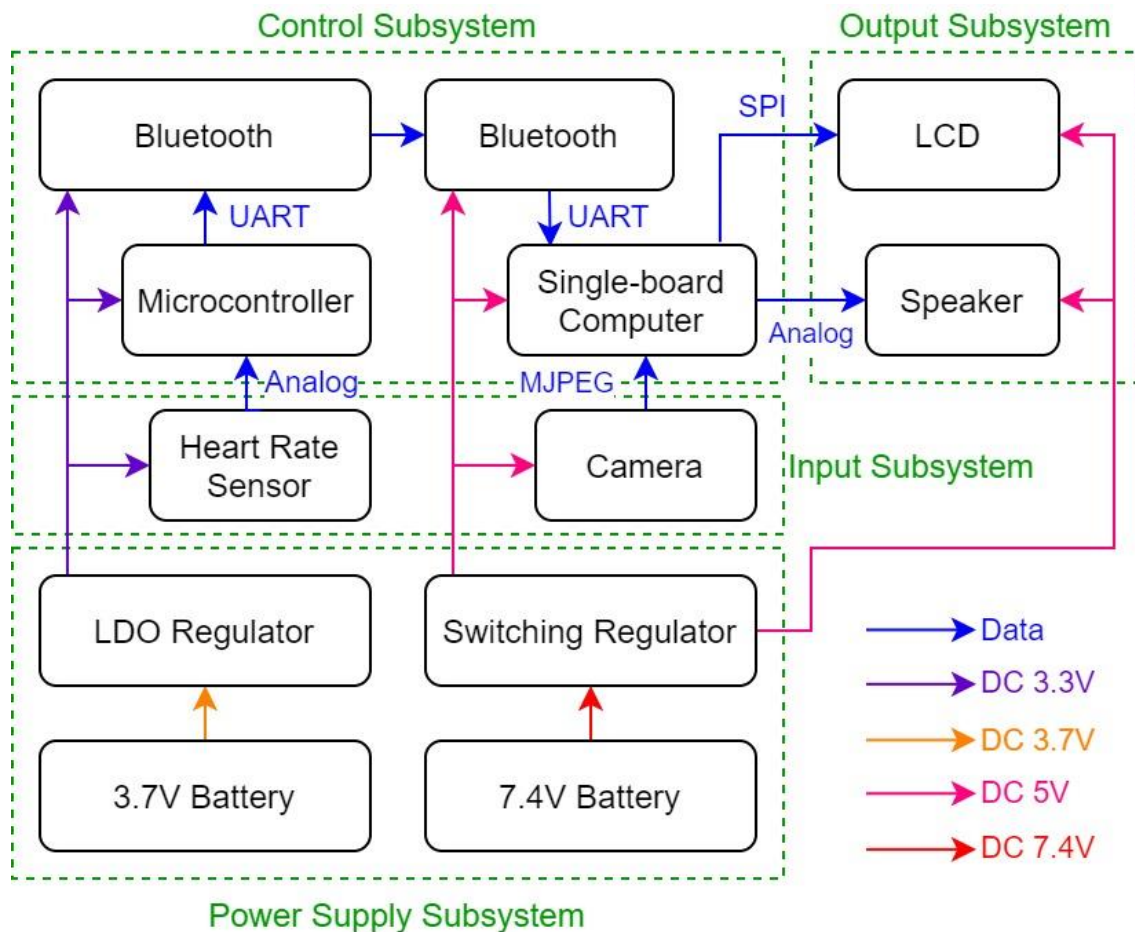 Control Subsystem
Output Subsystem
Bluetooth
Bluetooth
SPI
LCD
UART
UART
Microcontroller
Single-board
Computer
Speaker
Analog
Analog
MJPEG
Heart Rate
Sensor
Camera
Input Subsystem
LDO Regulator
Switching Regulator
3.7V Battery
7.4V Battery
Data
DC 3.3V
DC 3.7V
DC 5V
DC 7.4V
Power Supply Subsystem